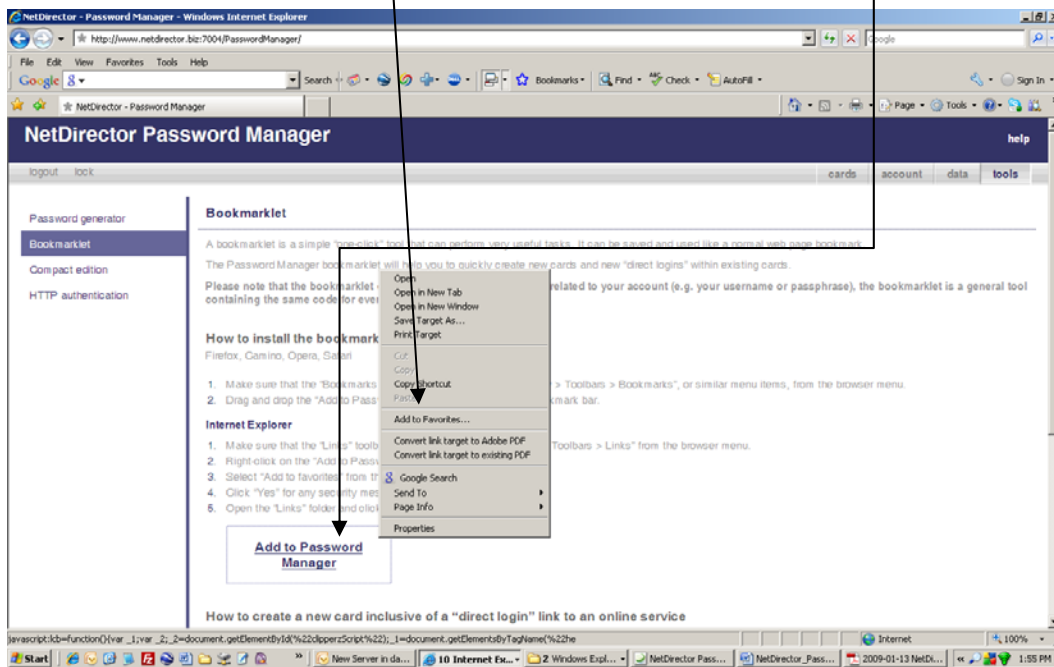 NetDirector - Password Manager - Windows Internet Explorer
http://www.netdirector.biz:7004/PasswordManager/
Google
File Edit View Favorites Tools Help
Google Search Bookmarks Find Check AutoFill Sign In
NetDirector - Password Manager
Page Tools
NetDirector Password Manager
help
logout lock
cards account data tools
Password generator
Bookmarklet
Compact edition
HTTP authentication
Bookmarklet
A bookmarklet is a simple "one-click" tool that can perform very useful tasks. It can be saved and used like a normal web page bookmark.
The Password Manager bookmarklet will help you to quickly create new cards and new "direct logins" within existing cards.
Please note that the bookmarklet related to your account (e.g. your username or passphrase), the bookmarklet is a general tool
containing the same code for ever
How to install the bookmark
Firefox, Camino, Opera, Safari
1. Make sure that the "Bookmarks > Toolbars > Bookmarks", or similar menu items, from the browser menu.
2. Drag and drop the "Add to Pass kmark bar.
Internet Explorer
1. Make sure that the "Links" toolb Toolbars > Links" from the browser menu.
2. Right-click on the "Add to Passw
3. Select "Add to favorites" from th
4. Click "Yes" for any security mes
5. Open the "Links" folder and click
Add to Password
Manager
How to create a new card inclusive of a "direct login" link to an online service
Open
Open in New Tab
Open in New Window
Save Target As...
Print Target
Cut
Copy
Copy Shortcut
Paste
Add to Favorites...
Convert link target to Adobe PDF
Convert link target to existing PDF
Google Search
Send To
Page Info
Properties
javascript:lcb=function(){var _1;var _2;_2=document.getElementById(%22clipperzScript%22);_1=document.getElementsByTagName(%22he
Internet 100%
Start New Server in da... 10 Internet Ex... 2 Windows Expl... NetDirector Pass... NetDirector_Pass... 2009-01-13 NetDi... 1:55 PM